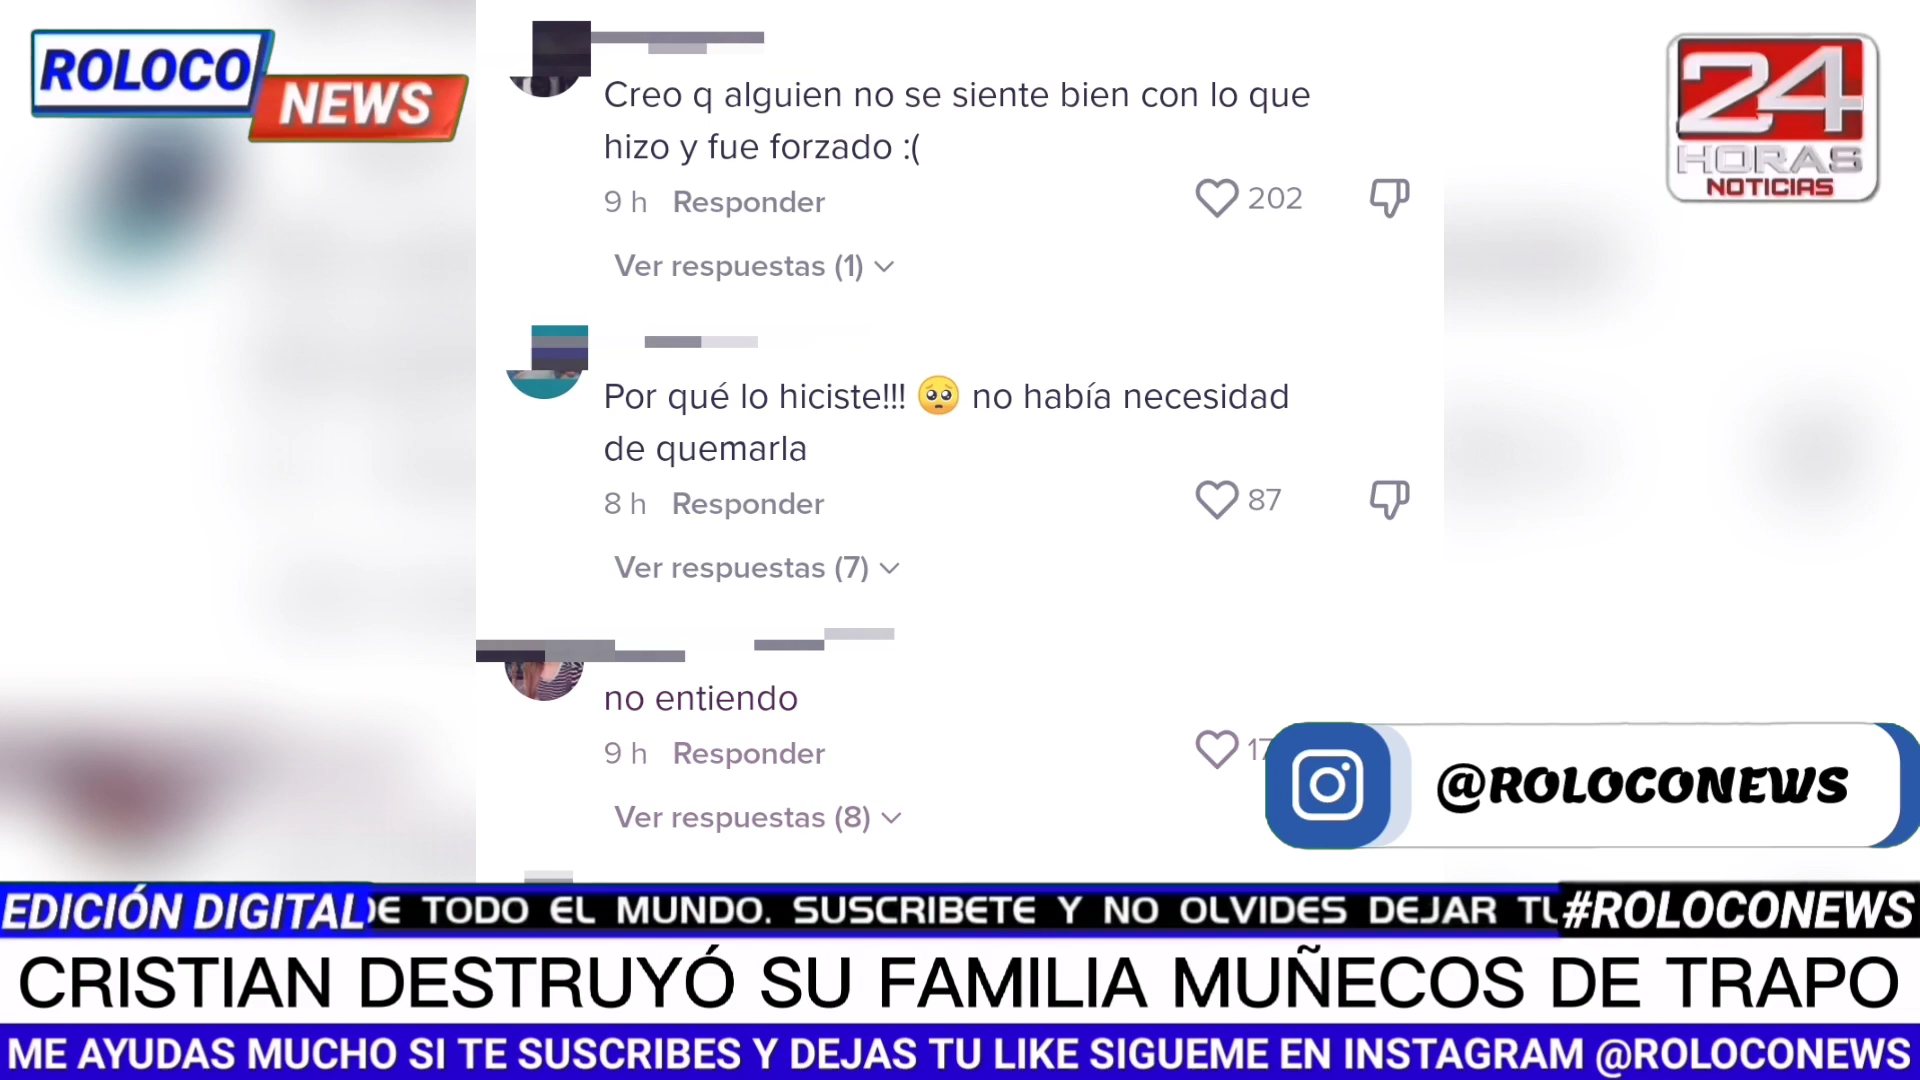 ROLOCO
NEWS
24
HORAS
NOTICIAS
Creo q alguien no se siente bien con lo que
hizo y fue forzado :(
9 h Responder
202
Ver respuestas (1)
Por qué lo hiciste!!! 🥺 no había necesidad
de quemarla
8 h Responder
87
Ver respuestas (7)
no entiendo
9 h Responder
Ver respuestas (8)
@ROLOCONEWS
EDICIÓN DIGITAL
DE TODO EL MUNDO. SUSCRIBETE Y NO OLVIDES DEJAR TU
#ROLOCONEWS
CRISTIAN DESTRUYÓ SU FAMILIA MUÑECOS DE TRAPO
ME AYUDAS MUCHO SI TE SUSCRIBES Y DEJAS TU LIKE SIGUEME EN INSTAGRAM @ROLOCONEWS